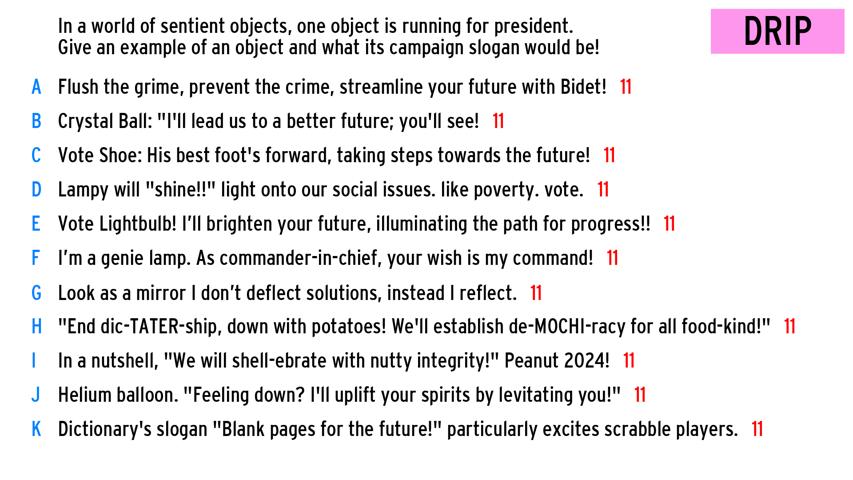 In a world of sentient objects, one object is running for president.
Give an example of an object and what its campaign slogan would be!
DRIP
A Flush the grime, prevent the crime, streamline your future with Bidet! 11
B Crystal Ball: "I'll lead us to a better future; you'll see! 11
C Vote Shoe: His best foot's forward, taking steps towards the future! 11
D Lampy will "shine!!" light onto our social issues. like poverty. vote. 11
E Vote Lightbulb! I’ll brighten your future, illuminating the path for progress!! 11
F I’m a genie lamp. As commander-in-chief, your wish is my command! 11
G Look as a mirror I don’t deflect solutions, instead I reflect. 11
H "End dic-TATER-ship, down with potatoes! We'll establish de-MOCHI-racy for all food-kind!" 11
I In a nutshell, "We will shell-ebrate with nutty integrity!" Peanut 2024! 11
J Helium balloon. "Feeling down? I'll uplift your spirits by levitating you!" 11
K Dictionary's slogan "Blank pages for the future!" particularly excites scrabble players. 11